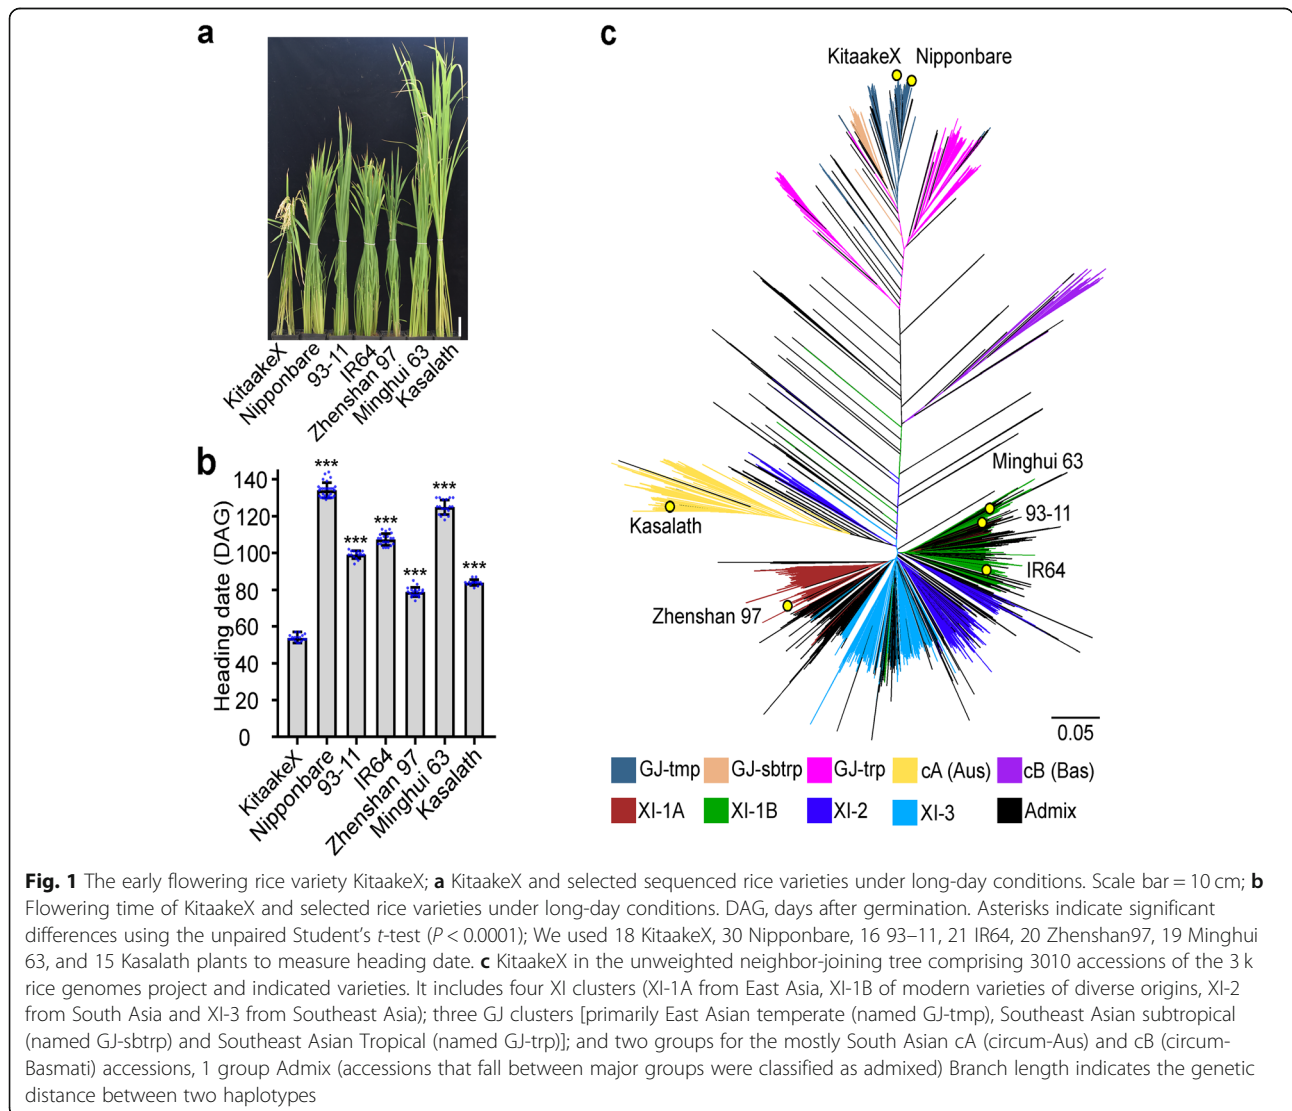 a
KitaakeX
Nipponbare
93-11
IR64
Zhenshan 97
Minghui 63
Kasalath
b
Heading date (DAG)
140
120
100
80
60
40
20
0
***
***
***
***
***
***
KitaakeX
Nipponbare
93-11
IR64
Zhenshan 97
Minghui 63
Kasalath
c
KitaakeX Nipponbare
Minghui 63
93-11
Kasalath
IR64
Zhenshan 97
0.05
GJ-tmp GJ-sbtrp GJ-trp cA (Aus) cB (Bas)
XI-1A XI-1B XI-2 XI-3 Admix
Fig. 1 The early flowering rice variety KitaakeX; a KitaakeX and selected sequenced rice varieties under long-day conditions. Scale bar = 10 cm; b
Flowering time of KitaakeX and selected rice varieties under long-day conditions. DAG, days after germination. Asterisks indicate significant
differences using the unpaired Student's t-test (P < 0.0001); We used 18 KitaakeX, 30 Nipponbare, 16 93–11, 21 IR64, 20 Zhenshan97, 19 Minghui
63, and 15 Kasalath plants to measure heading date. c KitaakeX in the unweighted neighbor-joining tree comprising 3010 accessions of the 3 k
rice genomes project and indicated varieties. It includes four XI clusters (XI-1A from East Asia, XI-1B of modern varieties of diverse origins, XI-2
from South Asia and XI-3 from Southeast Asia); three GJ clusters [primarily East Asian temperate (named GJ-tmp), Southeast Asian subtropical
(named GJ-sbtrp) and Southeast Asian Tropical (named GJ-trp)]; and two groups for the mostly South Asian cA (circum-Aus) and cB (circum-
Basmati) accessions, 1 group Admix (accessions that fall between major groups were classified as admixed) Branch length indicates the genetic
distance between two haplotypes